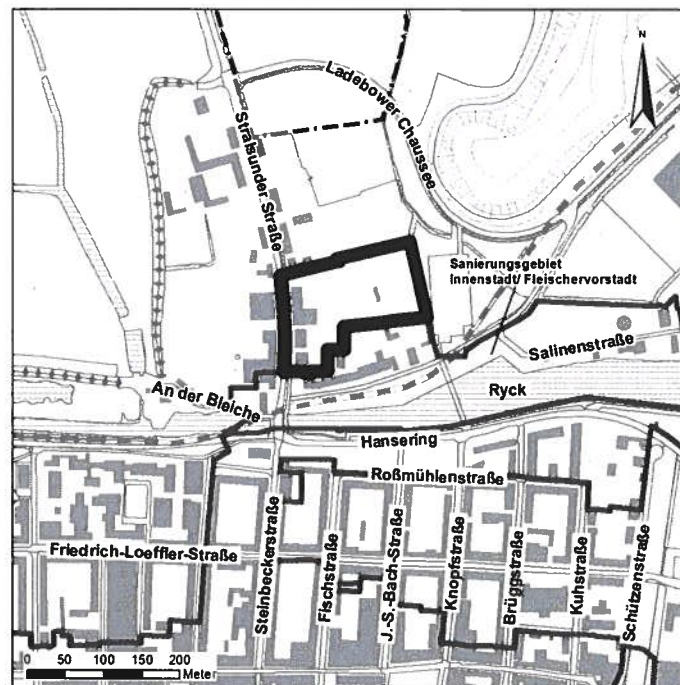 N
Ladebower Chaussee
Stralsunder Straße
Sanierungsgebiet
Innenstadt/ Fleischervorstadt
Salinenstraße
An der Bleiche
Ryck
Hansering
Roßmühlenstraße
Friedrich-Loeffler-Straße
Steinbeckerstraße
Fischstraße
J.-S.-Bach-Straße
Knopfstraße
Brüggstraße
Kuhstraße
Schützenstraße
0 50 100 150 200
Meter